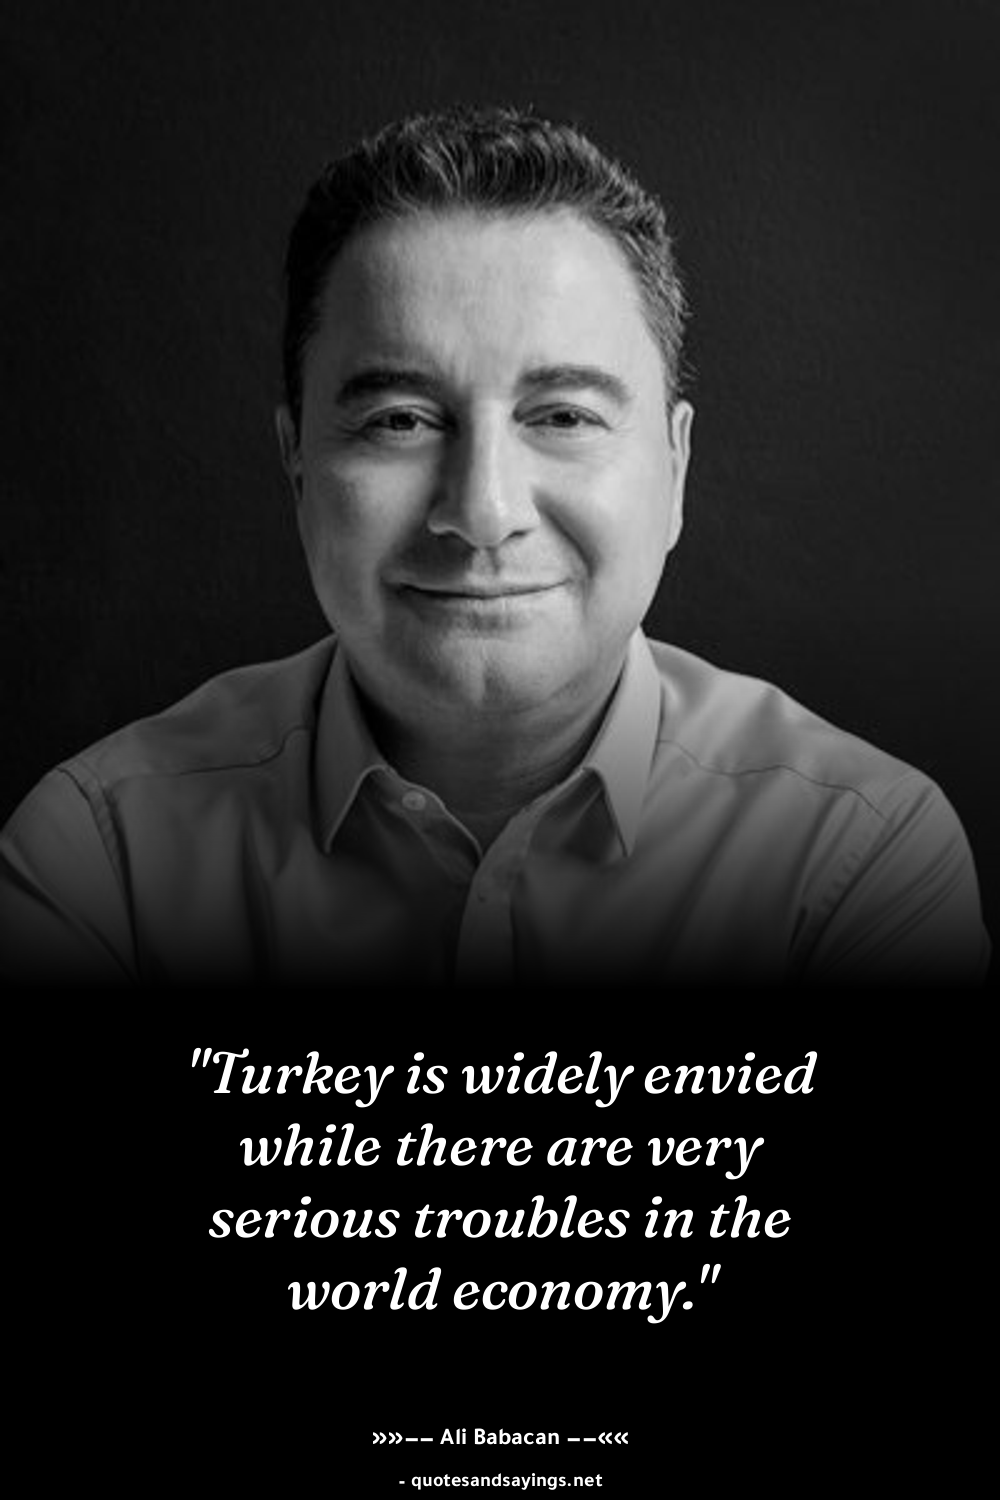 "Turkey is widely envied
while there are very
serious troubles in the
world economy."
»»–– Ali Babacan ––««
- quotesandsayings.net